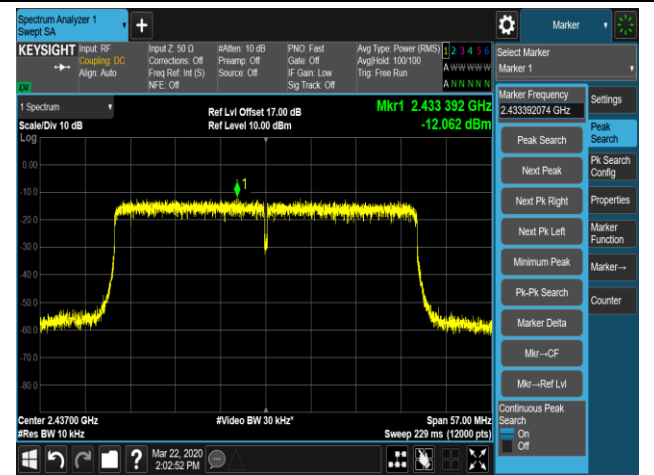 Spectrum Analyzer 1
Swept SA
+
Marker
KEYSIGHT
Input: RF
Coupling: DC
Align: Auto
Input Z: 50 Ω
Corrections: Off
Freq Ref: Int (S)
NFE: Off
#Atten: 10 dB
Preamp: Off
Source: Off
PNO: Fast
Gate: Off
IF Gain: Low
Sig Track: Off
Avg Type: Power (RMS)
Avg|Hold: 100/100
Trig: Free Run
1 2 3 4 5 6
A W W W W W
A N N N N N
Select Marker
Marker 1
1 Spectrum
Scale/Div 10 dB
Log
Ref Lvl Offset 17.00 dB
Ref Level 10.00 dBm
Mkr1 2.433 392 GHz
-12.062 dBm
0.00
-10.0
-20.0
-30.0
-40.0
-50.0
-60.0
-70.0
-80.0
1
Center 2.43700 GHz
#Res BW 10 kHz
#Video BW 30 kHz*
Span 57.00 MHz
Sweep 229 ms (12000 pts)
Marker Frequency
2.433392074 GHz
Peak Search
Next Peak
Next Pk Right
Next Pk Left
Minimum Peak
Pk-Pk Search
Marker Delta
Mkr→CF
Mkr→Ref Lvl
Continuous Peak
Search
On
Off
Settings
Peak
Search
Pk Search
Config
Properties
Marker
Function
Marker→
Counter
?
Mar 22, 2020
2:02:52 PM